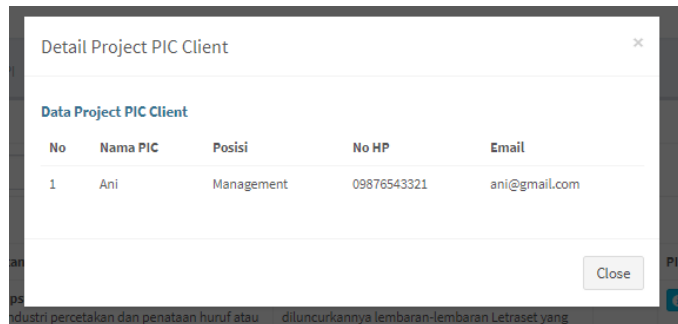 Detail Project PIC Client ×
Data Project PIC Client
No Nama PIC Posisi No HP Email
1 Ani Management 09876543321 ani@gmail.com
Close
ndustri percetakan dan penataan huruf atau diluncurkannya lembaran-lembaran Letraset yang